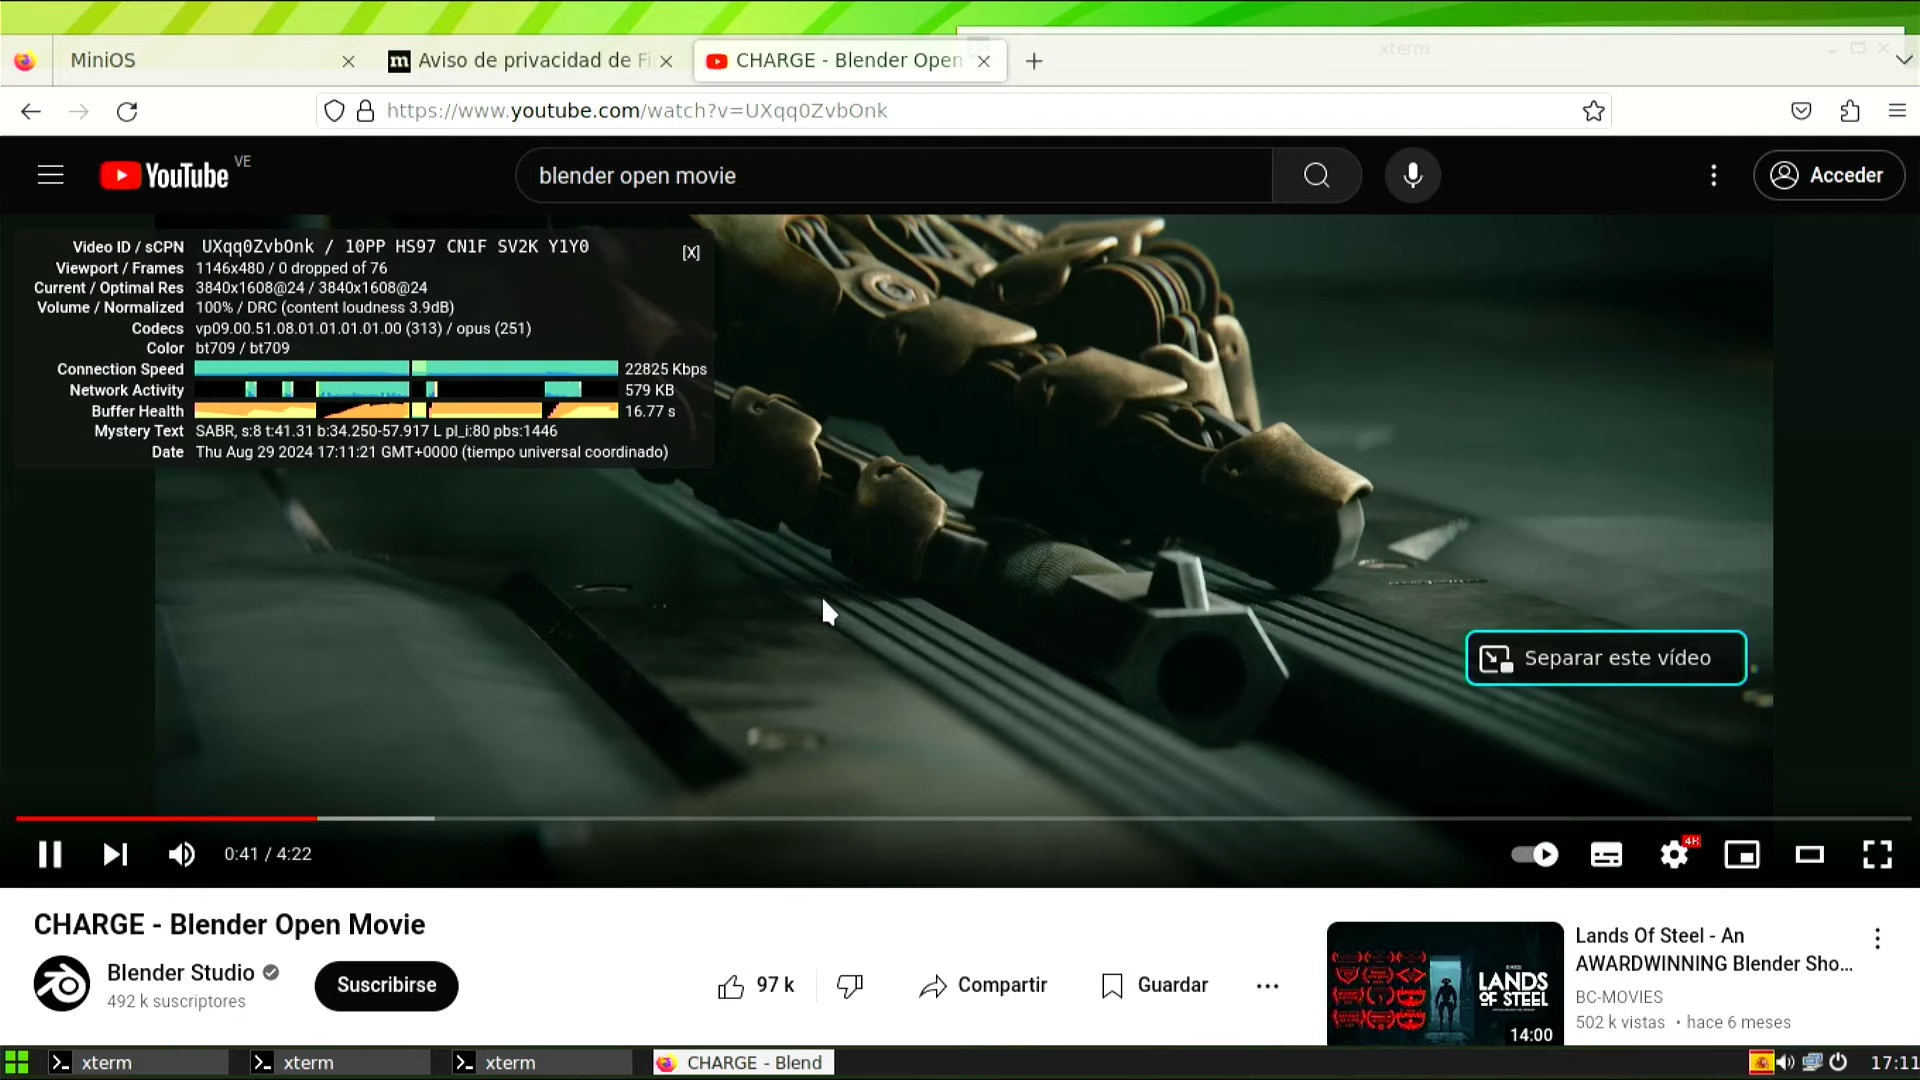 xterm
MiniOS
Aviso de privacidad de Fi
CHARGE - Blender Open
https://www.youtube.com/watch?v=UXqq0ZvbOnk
YouTube VE
blender open movie
Acceder
Video ID / sCPN UXqq0ZvbOnk / 10PP HS97 CN1F SV2K Y1Y0 [X]
Viewport / Frames 1146x480 / 0 dropped of 76
Current / Optimal Res 3840x1608@24 / 3840x1608@24
Volume / Normalized 100% / DRC (content loudness 3.9dB)
Codecs vp09.00.51.08.01.01.01.01.00 (313) / opus (251)
Color bt709 / bt709
Connection Speed 22825 Kbps
Network Activity 579 KB
Buffer Health 16.77 s
Mystery Text SABR, s:8 t:41.31 b:34.250-57.917 L pl_i:80 pbs:1446
Date Thu Aug 29 2024 17:11:21 GMT+0000 (tiempo universal coordinado)
Separar este vídeo
0:41 / 4:22
4K
CHARGE - Blender Open Movie
Blender Studio
492 k suscriptores
Suscribirse
97 k
Compartir
Guardar
LANDS
OF STEEL
14:00
Lands Of Steel - An
AWARDWINNING Blender Sho...
BC-MOVIES
502 k vistas • hace 6 meses
xterm
xterm
xterm
CHARGE - Blend
17:11